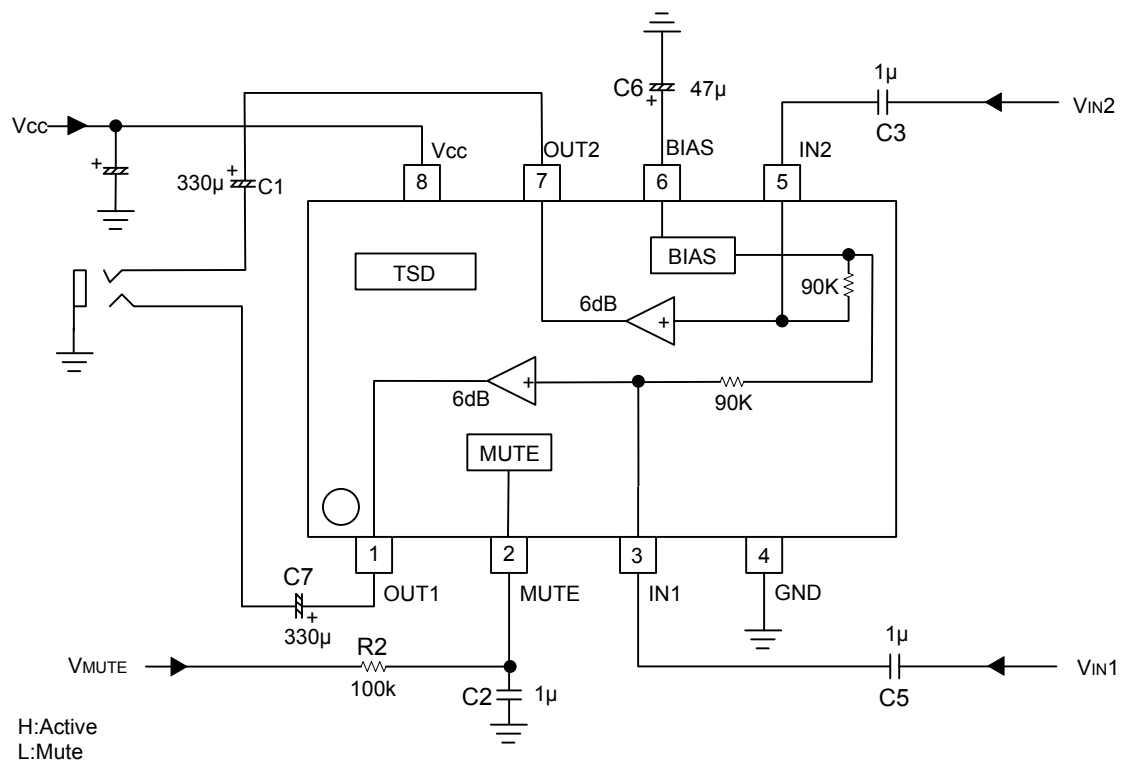 C6
+
47μ
1μ
VIN2
C3
Vcc
+
330μ
+
C1
Vcc
OUT2
BIAS
IN2
8
7
6
5
TSD
BIAS
90K
6dB
+
6dB
+
90K
MUTE
1
2
3
4
C7
OUT1
MUTE
IN1
GND
+
330μ
R2
1μ
VMUTE
100k
C2
1μ
C5
VIN1
H:Active
L:Mute